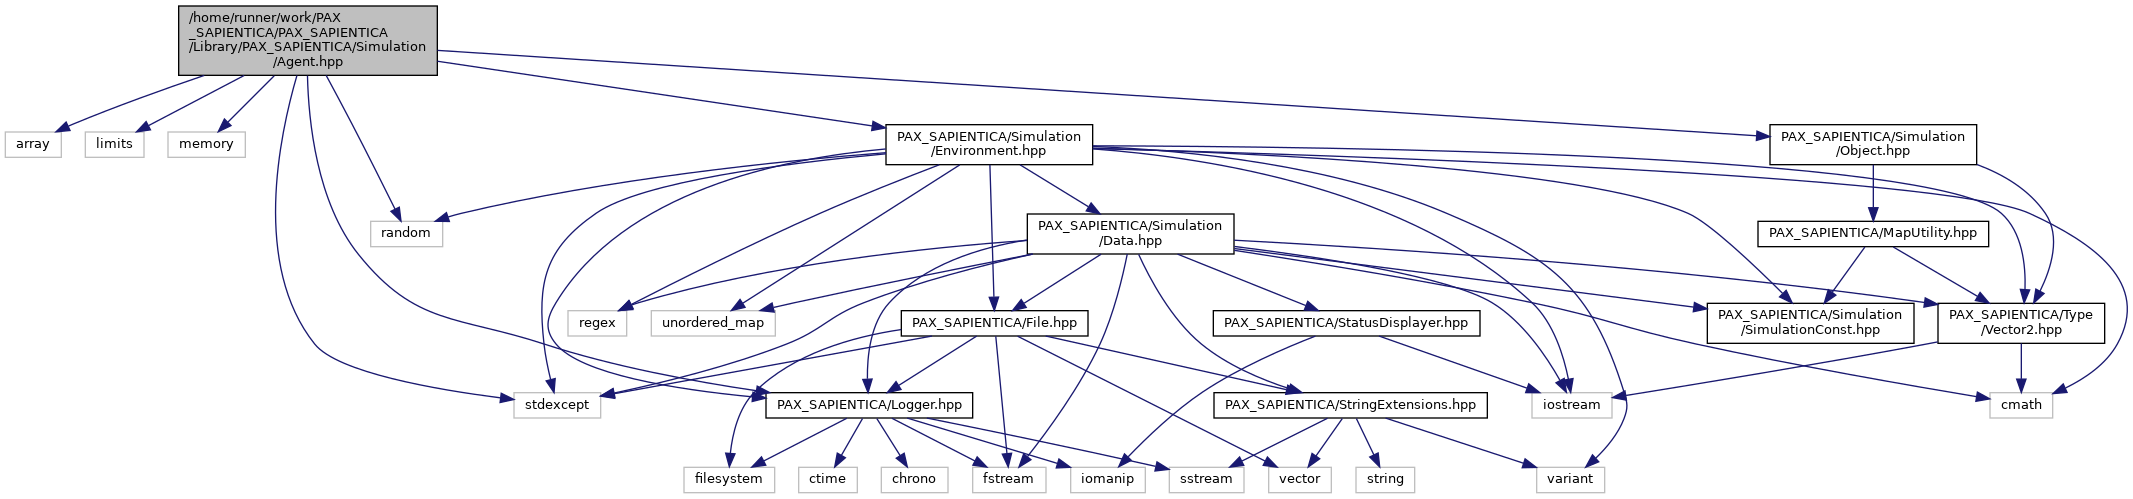 /home/runner/work/PAX
_SAPIENTICA/PAX_SAPIENTICA
/Library/PAX_SAPIENTICA/Simulation
/Agent.hpp
array
limits
memory
PAX_SAPIENTICA/Simulation
/Environment.hpp
PAX_SAPIENTICA/Simulation
/Object.hpp
random
PAX_SAPIENTICA/Simulation
/Data.hpp
PAX_SAPIENTICA/MapUtility.hpp
regex
unordered_map
PAX_SAPIENTICA/File.hpp
PAX_SAPIENTICA/StatusDisplayer.hpp
PAX_SAPIENTICA/Simulation
/SimulationConst.hpp
PAX_SAPIENTICA/Type
/Vector2.hpp
stdexcept
PAX_SAPIENTICA/Logger.hpp
PAX_SAPIENTICA/StringExtensions.hpp
iostream
cmath
filesystem
ctime
chrono
fstream
iomanip
sstream
vector
string
variant